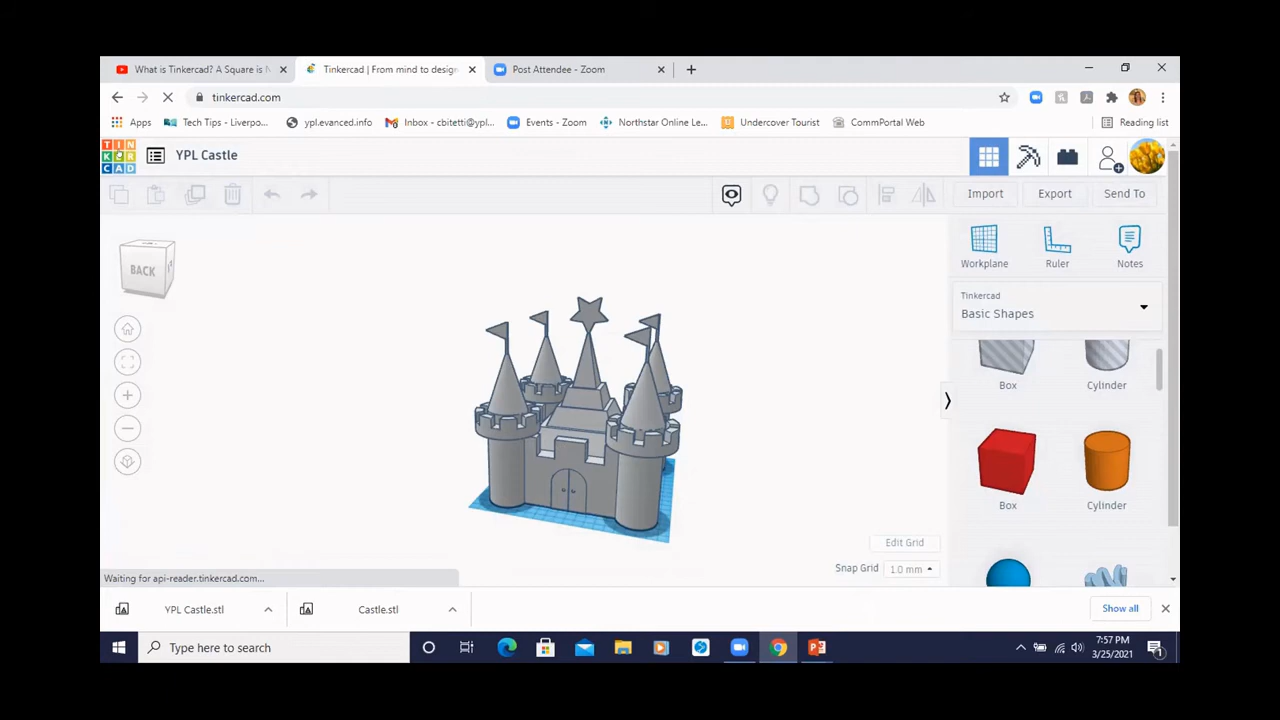 What is Tinkercad? A Square is N
Tinkercad | From mind to design
Post Attendee - Zoom
tinkercad.com
Apps
Tech Tips - Liverpo...
ypl.evanced.info
Inbox - cbitetti@ypl...
Events - Zoom
Northstar Online Le...
Undercover Tourist
CommPortal Web
Reading list
TIN
KER
CAD
YPL Castle
Import
Export
Send To
BACK
Workplane
Ruler
Notes
Tinkercad
Basic Shapes
Box
Cylinder
Box
Cylinder
Edit Grid
Snap Grid
1.0 mm
Waiting for api-reader.tinkercad.com...
YPL Castle.stl
Castle.stl
Show all
Type here to search
7:57 PM
3/25/2021
1